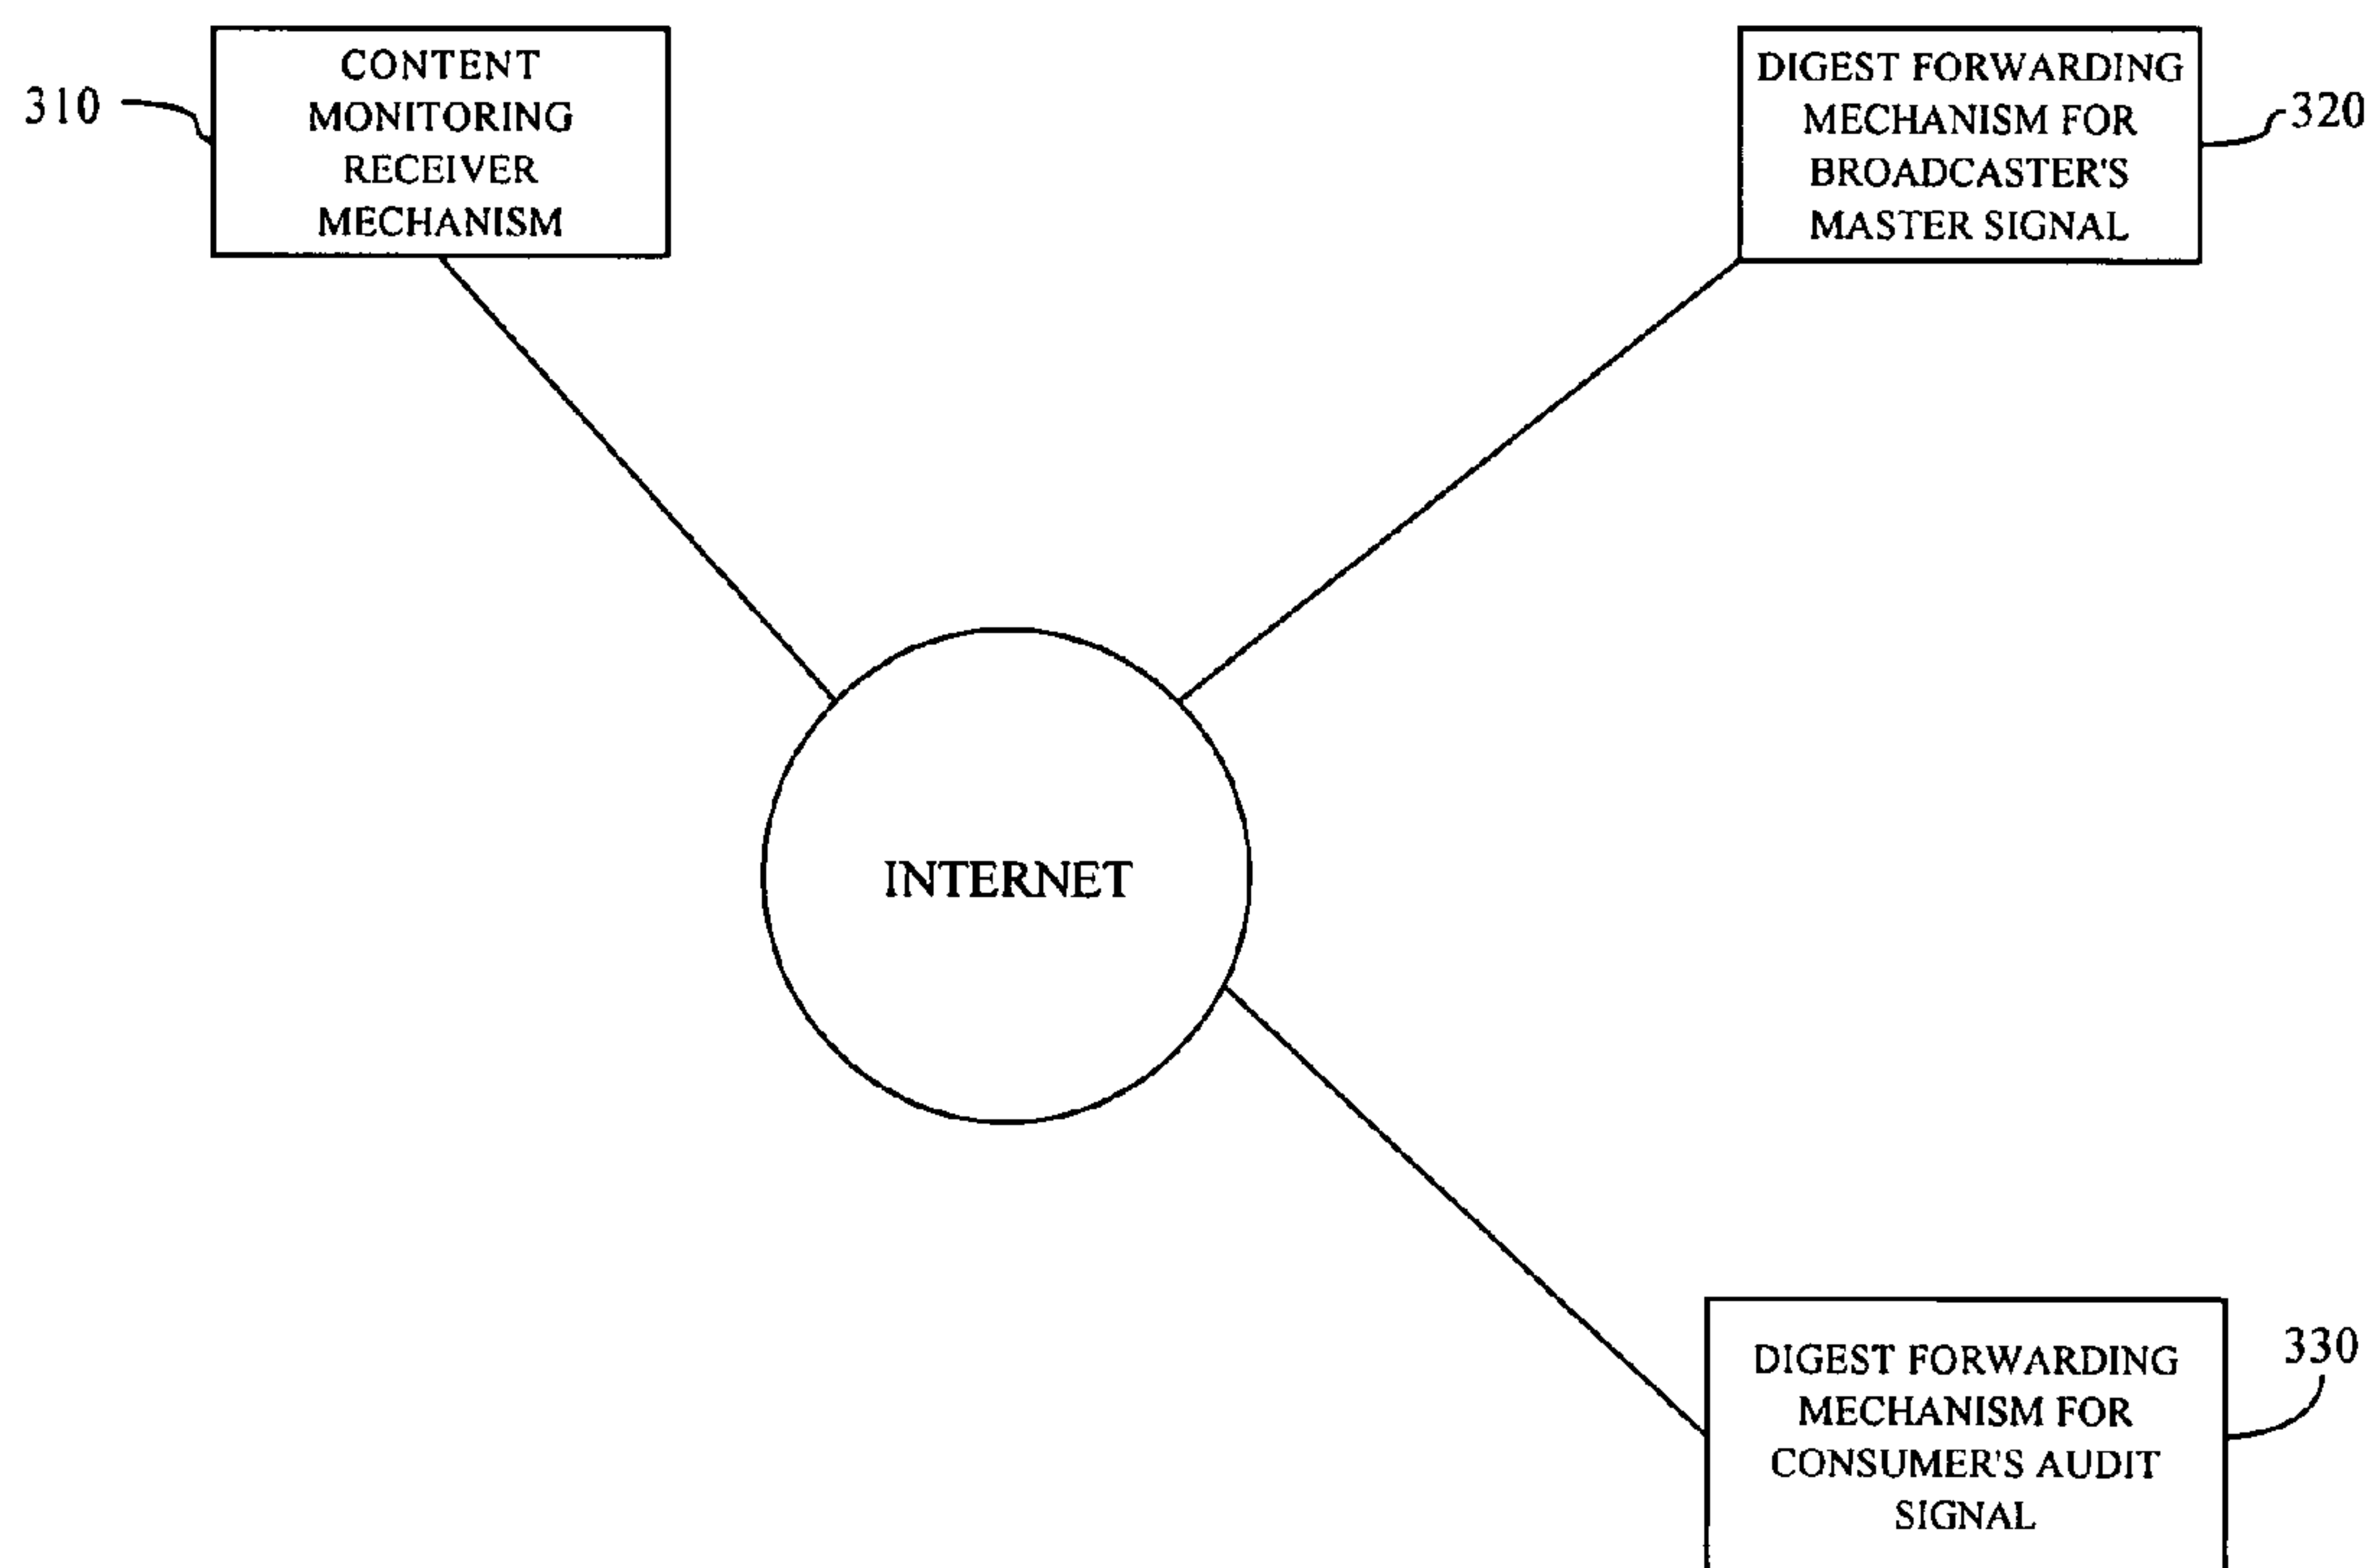 310
CONTENT
MONITORING
RECEIVER
MECHANISM
DIGEST FORWARDING
MECHANISM FOR
BROADCASTER'S
MASTER SIGNAL
320
INTERNET
DIGEST FORWARDING
MECHANISM FOR
CONSUMER'S AUDIT
SIGNAL
330